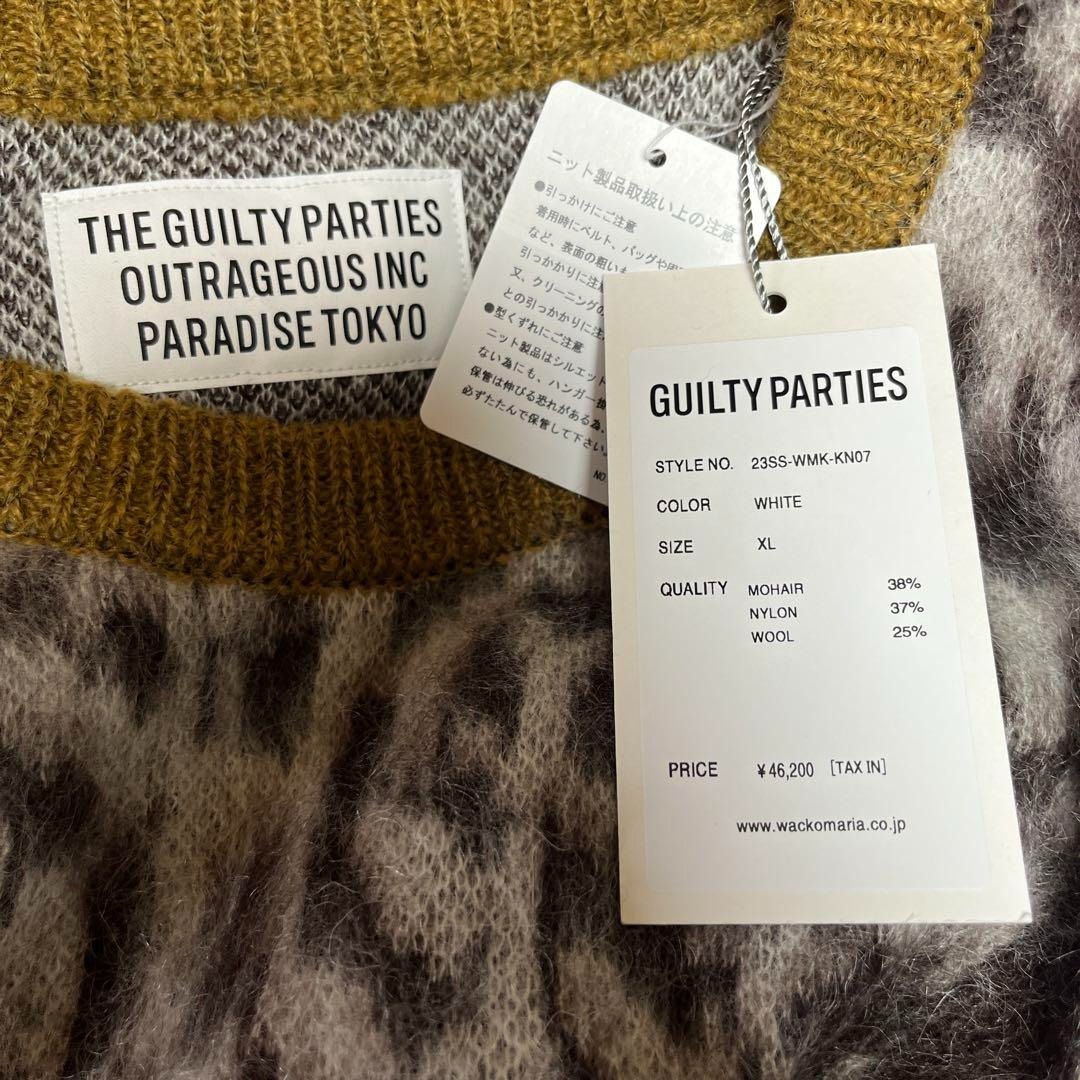 THE GUILTY PARTIES
OUTRAGEOUS INC
PARADISE TOKYO
ニット製品取扱い上の注意
●引っかけにご注意
着用時にベルト、バッグや
など、表面の粗い
引っかかりに注
又、クリーニング
との引っかかりに注
●型くずれにご注意
ニット製品はシルエット
ない為にも、ハンガー
保管は伸びる恐れがある為、
必ずたたんで保管して下さい。
NO.
GUILTY PARTIES
STYLE NO. 23SS-WMK-KN07
COLOR WHITE
SIZE XL
QUALITY MOHAIR 38%
NYLON 37%
WOOL 25%
PRICE ¥46,200 [TAX IN]
www.wackomaria.co.jp